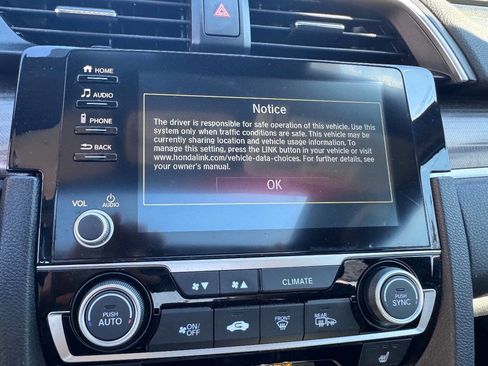 HOME
AUDIO
PHONE
BACK
VOL
AUDIO
Notice
The driver is responsible for safe operation of this vehicle. Use this
system only when traffic conditions are safe. This vehicle may be
currently sharing location and vehicle usage information. To
manage this setting, press the LINK button in your vehicle or visit
www.hondalink.com/vehicle-data-choices. For further details, see
your owner's manual.
OK
CLIMATE
PUSH
AUTO
ON/
OFF
FRONT
REAR
PUSH
SYNC